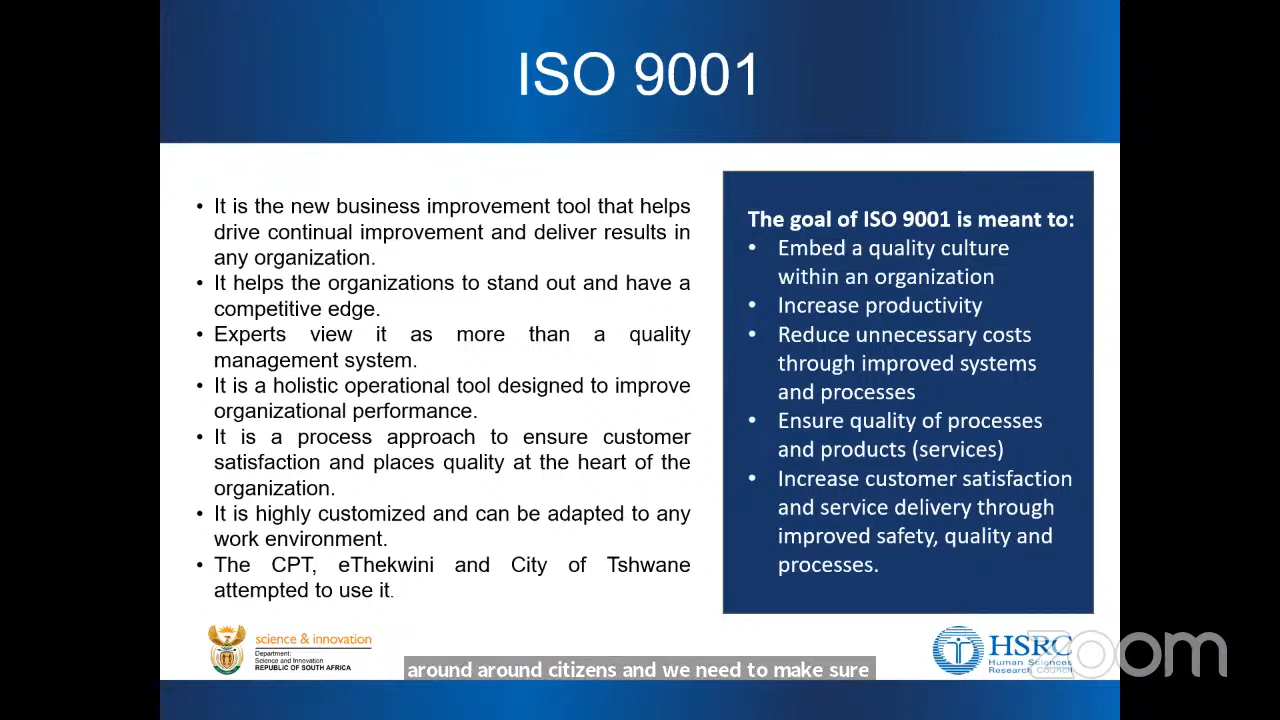 ISO 9001
• It is the new business improvement tool that helps
drive continual improvement and deliver results in
any organization.
• It helps the organizations to stand out and have a
competitive edge.
• Experts view it as more than a quality
management system.
• It is a holistic operational tool designed to improve
organizational performance.
• It is a process approach to ensure customer
satisfaction and places quality at the heart of the
organization.
• It is highly customized and can be adapted to any
work environment.
• The CPT, eThekwini and City of Tshwane
attempted to use it.
The goal of ISO 9001 is meant to:
• Embed a quality culture
within an organization
• Increase productivity
• Reduce unnecessary costs
through improved systems
and processes
• Ensure quality of processes
and products (services)
• Increase customer satisfaction
and service delivery through
improved safety, quality and
processes.
science & innovation
Department:
Science and Innovation
REPUBLIC OF SOUTH AFRICA
HSRC
Human Sciences
Research Council
zoom
around around citizens and we need to make sure